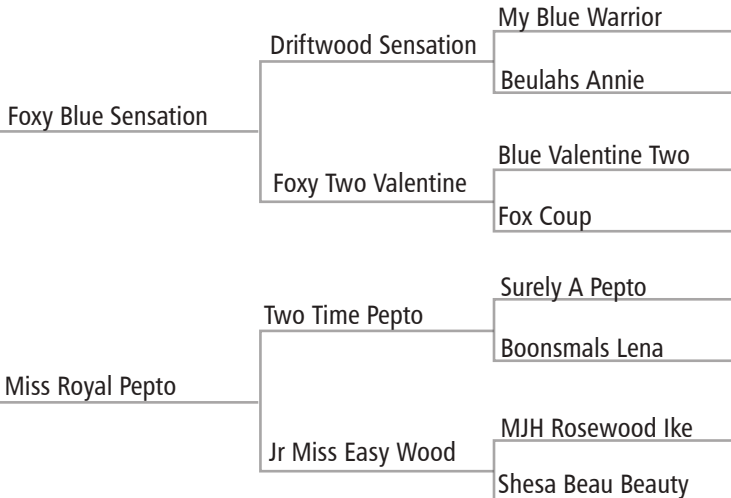 My Blue Warrior
Driftwood Sensation
Beulahs Annie
Foxy Blue Sensation
Blue Valentine Two
Foxy Two Valentine
Fox Coup
Surely A Pepto
Two Time Pepto
Boonsmals Lena
Miss Royal Pepto
MJH Rosewood Ike
Jr Miss Easy Wood
Shesa Beau Beauty